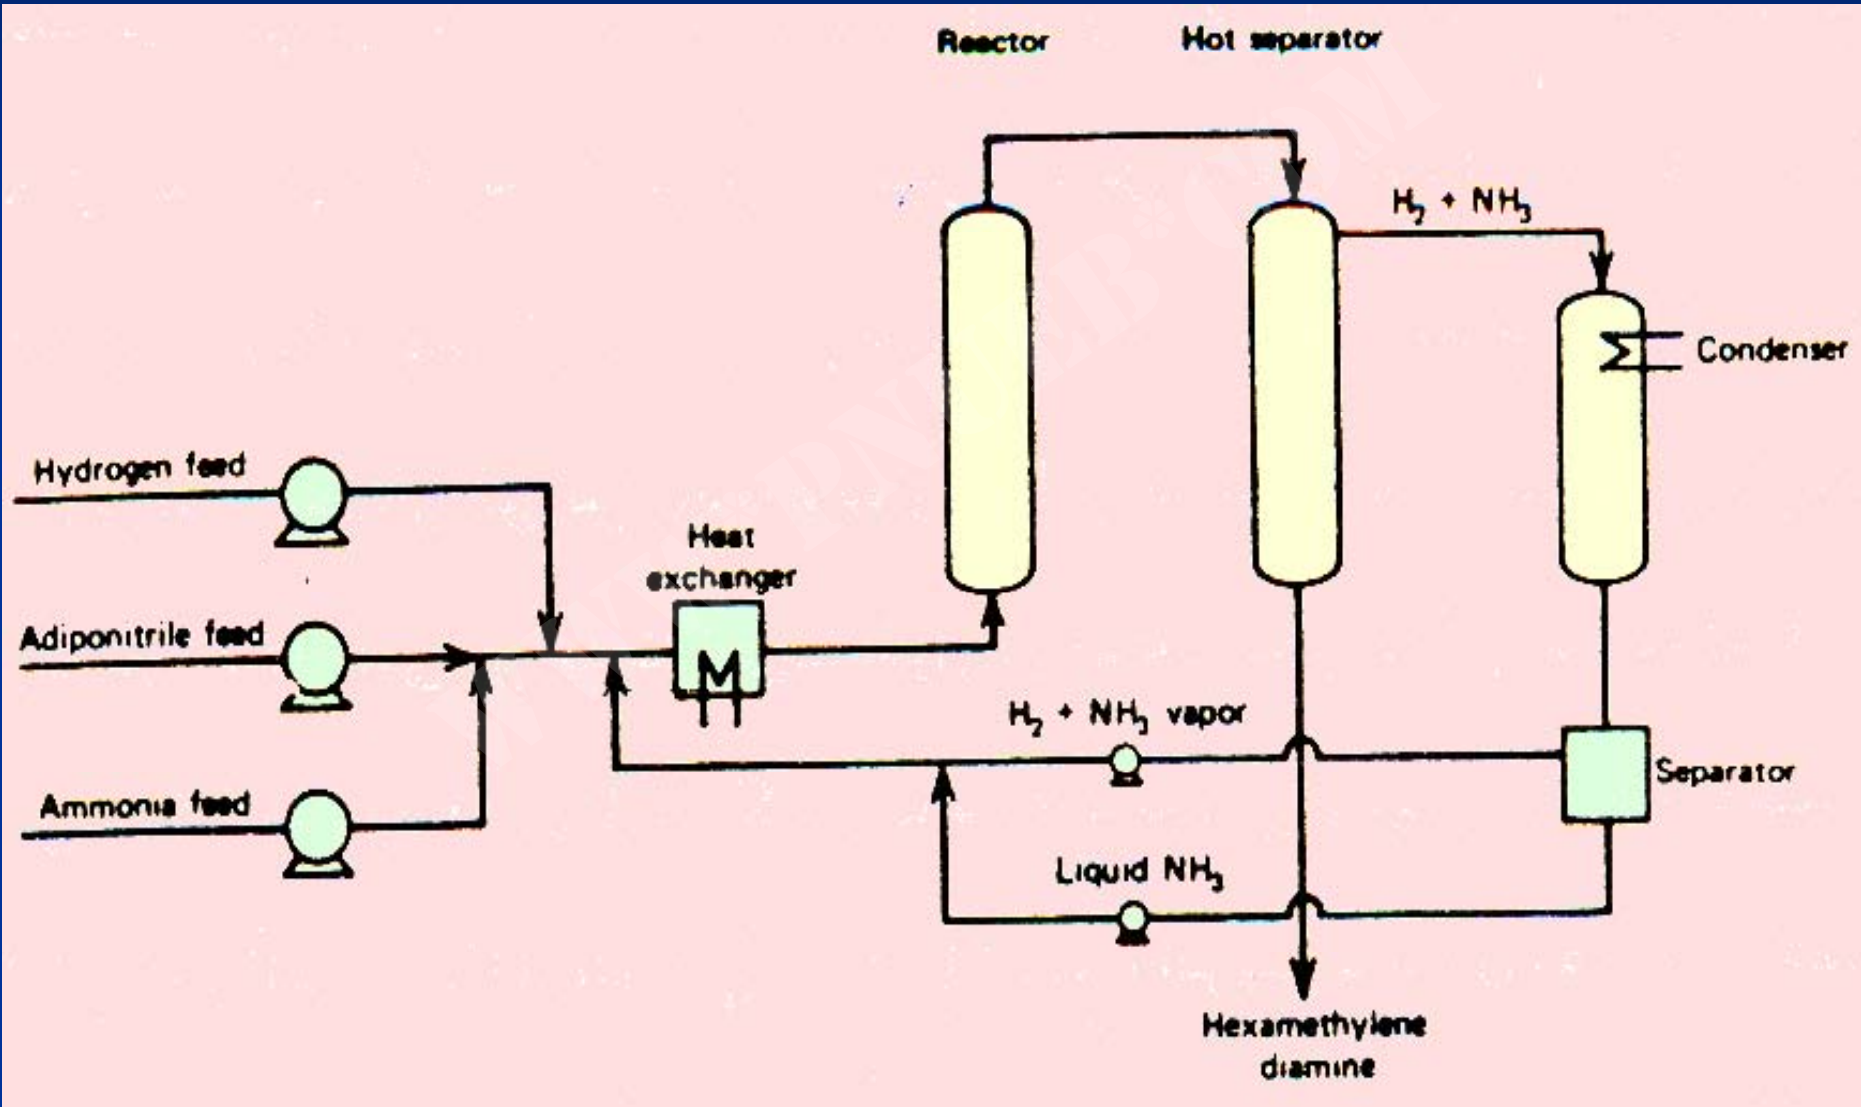 Reactor
Hot separator
H₂ + NH₃
Condenser
Hydrogen feed
Heat
exchanger
Adiponitrile feed
H₂ + NH₃ vapor
Separator
Ammonia feed
Liquid NH₃
Hexamethylene
diamine